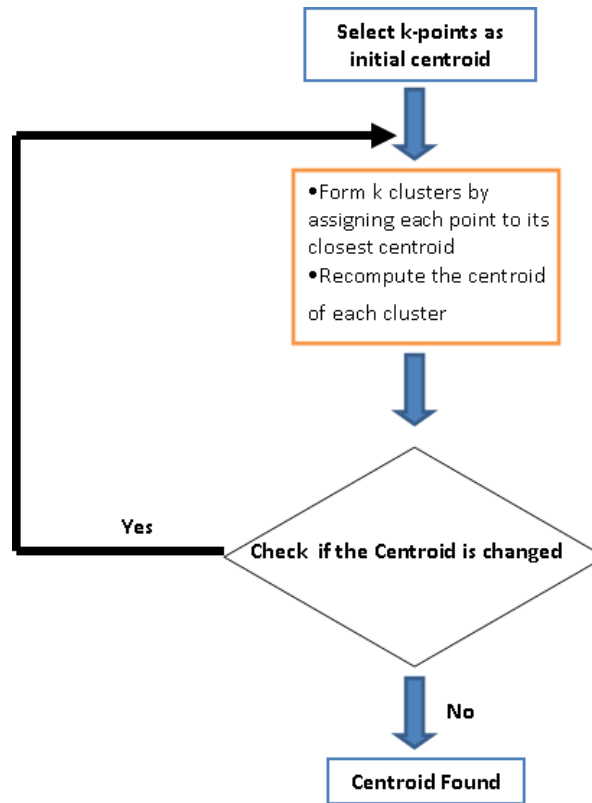 Select k-points as
initial centroid
•Form k clusters by
assigning each point to its
closest centroid
•Recompute the centroid
of each cluster
Yes
Check if the Centroid is changed
No
Centroid Found